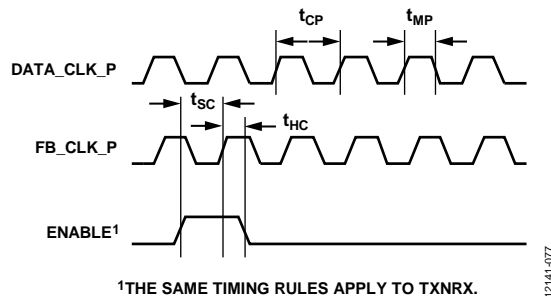 tCP
tMP
DATA_CLK_P
tSC
tHC
FB_CLK_P
ENABLE1
1THE SAME TIMING RULES APPLY TO TXNRX.
12141-077